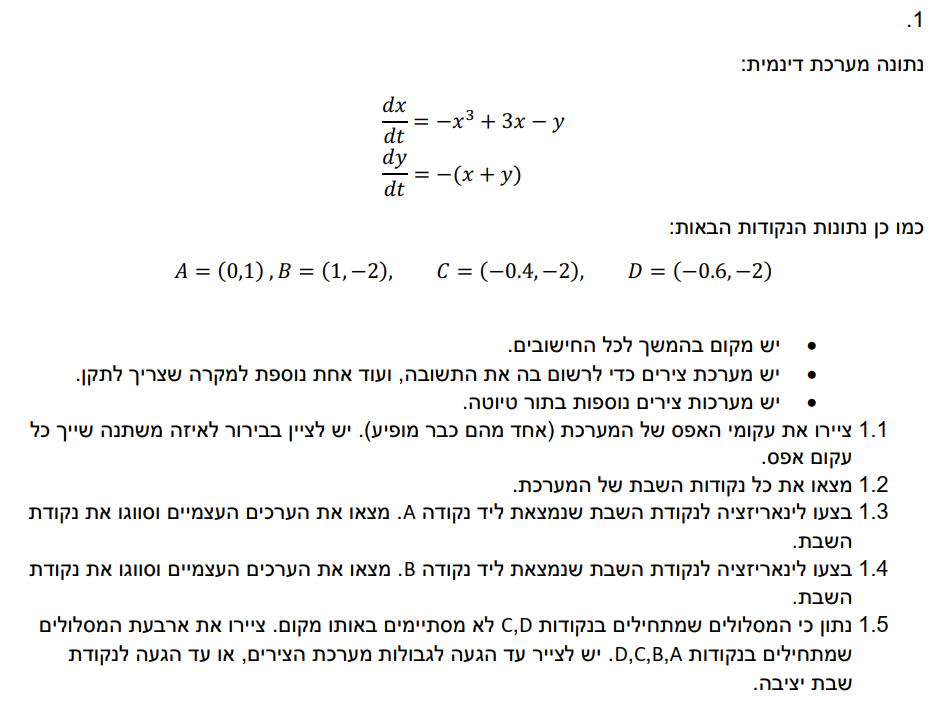 1.
נתונה מערכת דינמית:
dx/dt = −x³ + 3x − y
dy/dt = −(x + y)
כמו כן נתונות הנקודות הבאות:
A = (0,1) , B = (1, −2),    C = (−0.4, −2),    D = (−0.6, −2)
• יש מקום בהמשך לכל החישובים.
• יש מערכת צירים כדי לרשום בה את התשובה, ועוד אחת נוספת למקרה שצריך לתקן.
• יש מערכות צירים נוספות בתור טיוטה.
1.1 ציירו את עקומי האפס של המערכת (אחד מהם כבר מופיע). יש לציין בבירור לאיזה משתנה שייך כל
עקום אפס.
1.2 מצאו את כל נקודות השבת של המערכת.
1.3 בצעו לינאריזציה לנקודת השבת שנמצאת ליד נקודה A. מצאו את הערכים העצמיים וסווגו את נקודת
השבת.
1.4 בצעו לינאריזציה לנקודת השבת שנמצאת ליד נקודה B. מצאו את הערכים העצמיים וסווגו את נקודת
השבת.
1.5 נתון כי המסלולים שמתחילים בנקודות C,D לא מסתיימים באותו מקום. ציירו את ארבעת המסלולים
שמתחילים בנקודות D,C,B,A. יש לצייר עד הגעה לגבולות מערכת הצירים, או עד הגעה לנקודת
שבת יציבה.